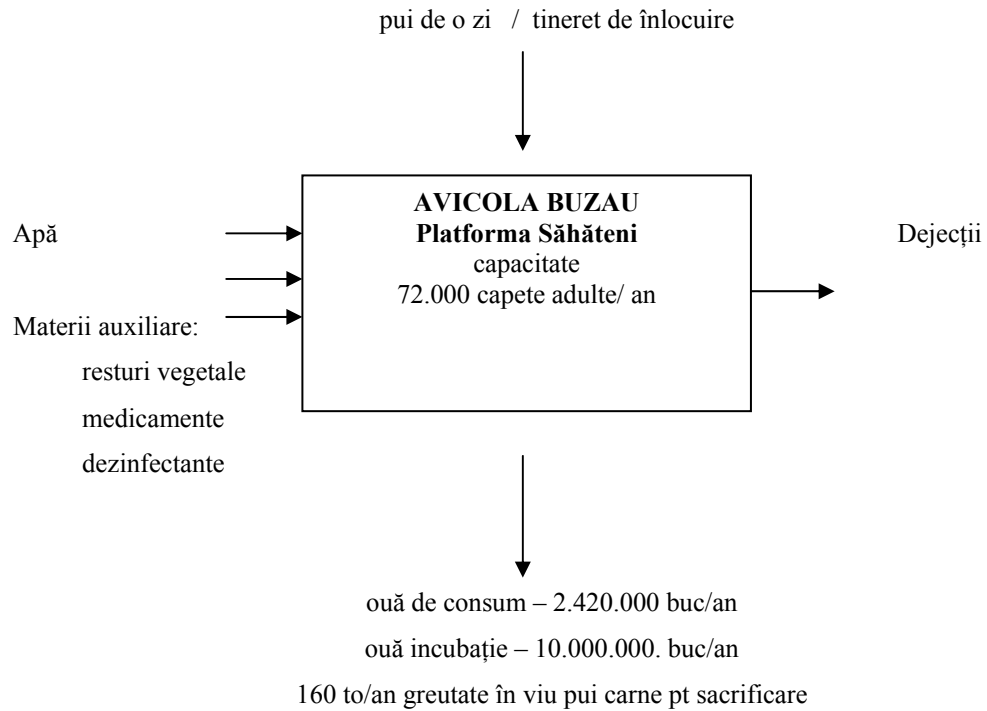 pui de o zi / tineret de înlocuire
AVICOLA BUZAU
Platforma Săhăteni
capacitate
72.000 capete adulte/ an
Apă
Dejecții
Materii auxiliare:
resturi vegetale
medicamente
dezinfectante
ouă de consum – 2.420.000 buc/an
ouă incubație – 10.000.000. buc/an
160 to/an greutate în viu pui carne pt sacrificare